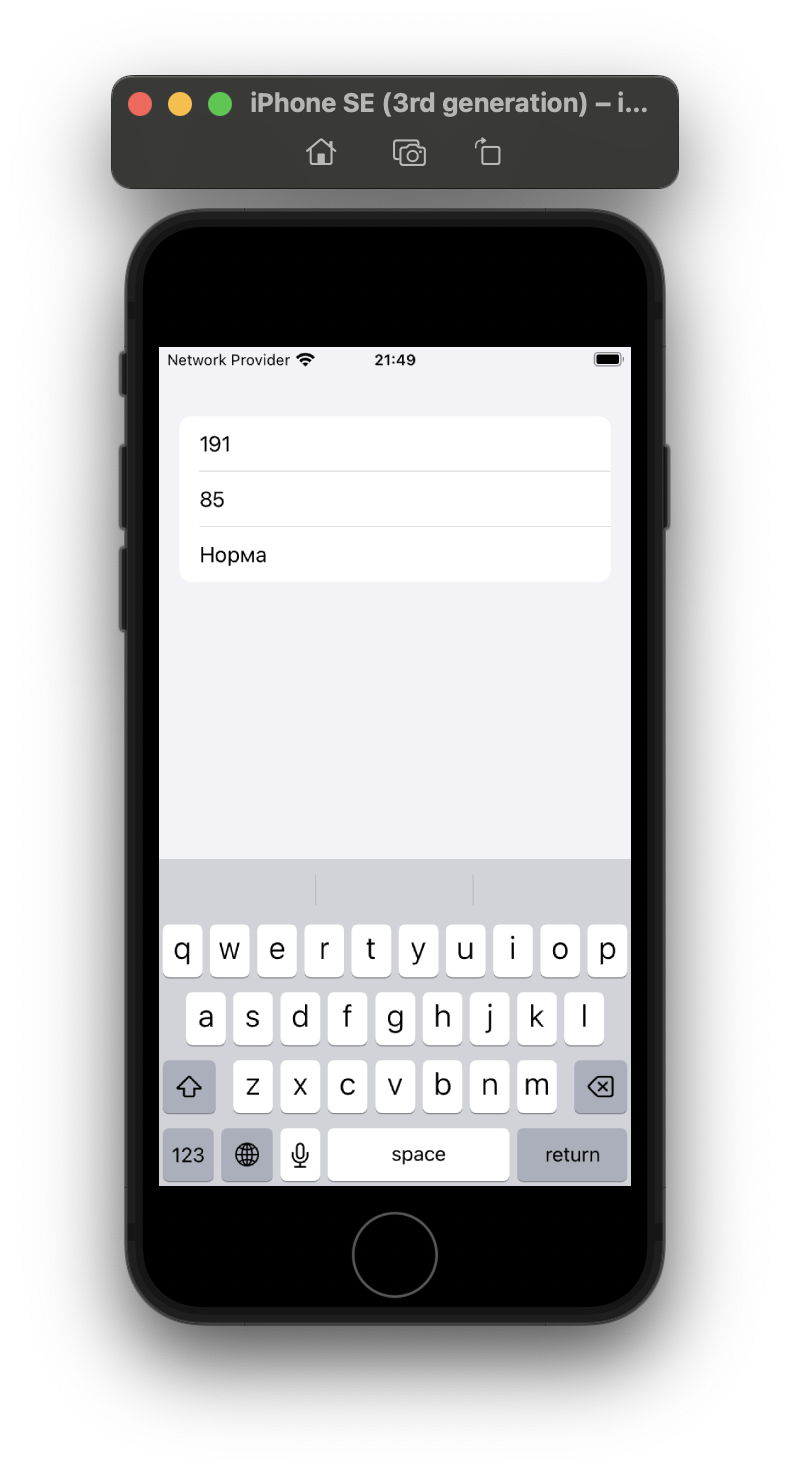 iPhone SE (3rd generation) – i...
Network Provider 21:49
191
85
Норма
q w e r t y u i o p
a s d f g h j k l
z x c v b n m
123 space return